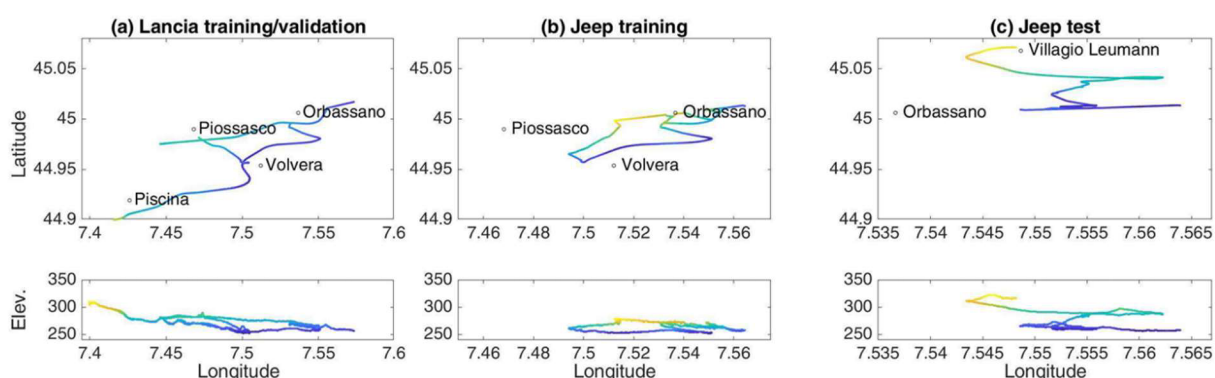 (a) Lancia training/validation
(b) Jeep training
(c) Jeep test
Latitude
45.05
45
44.95
44.9
Orbassano
Piossasco
Volvera
Piscina
7.4 7.45 7.5 7.55 7.6
45.05
45
44.95
44.9
Orbassano
Piossasco
Volvera
7.46 7.48 7.5 7.52 7.54 7.56
45.05
45
44.95
44.9
Villagio Leumann
Orbassano
7.535 7.54 7.545 7.55 7.555 7.56 7.565
Elev.
350
300
250
7.4 7.45 7.5 7.55 7.6
Longitude
350
300
250
7.46 7.48 7.5 7.52 7.54 7.56
Longitude
350
300
250
7.535 7.54 7.545 7.55 7.555 7.56 7.565
Longitude